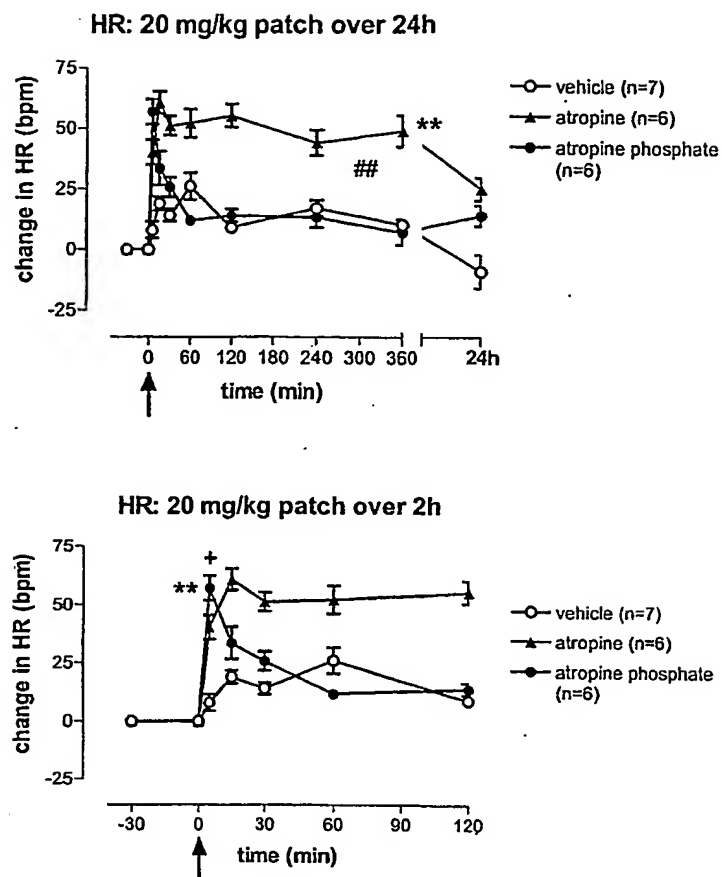 HR: 20 mg/kg patch over 24h
change in HR (bpm)
75
50
25
0
-25
**
##
vehicle (n=7)
atropine (n=6)
atropine phosphate
(n=6)
0 60 120 180 240 300 360 24h
time (min)
HR: 20 mg/kg patch over 2h
change in HR (bpm)
75
50
25
0
-25
+
**
vehicle (n=7)
atropine (n=6)
atropine phosphate
(n=6)
-30 0 30 60 90 120
time (min)